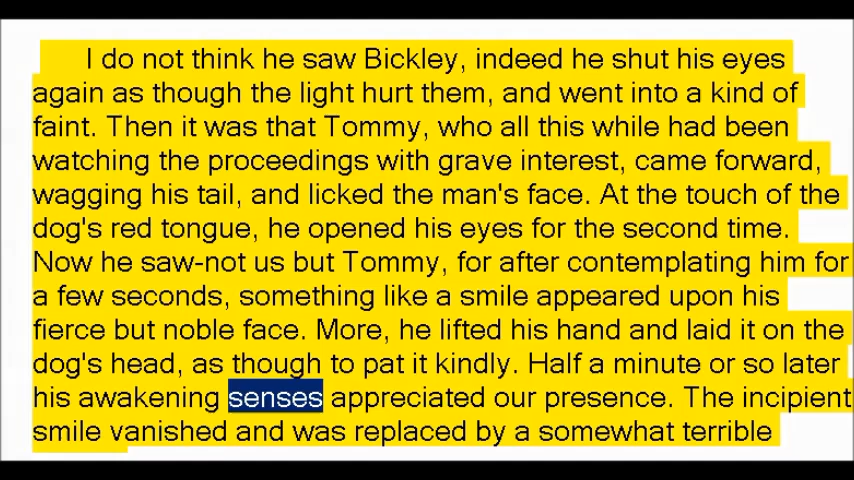 I do not think he saw Bickley, indeed he shut his eyes
again as though the light hurt them, and went into a kind of
faint. Then it was that Tommy, who all this while had been
watching the proceedings with grave interest, came forward,
wagging his tail, and licked the man's face. At the touch of the
dog's red tongue, he opened his eyes for the second time.
Now he saw-not us but Tommy, for after contemplating him for
a few seconds, something like a smile appeared upon his
fierce but noble face. More, he lifted his hand and laid it on the
dog's head, as though to pat it kindly. Half a minute or so later
his awakening senses appreciated our presence. The incipient
smile vanished and was replaced by a somewhat terrible